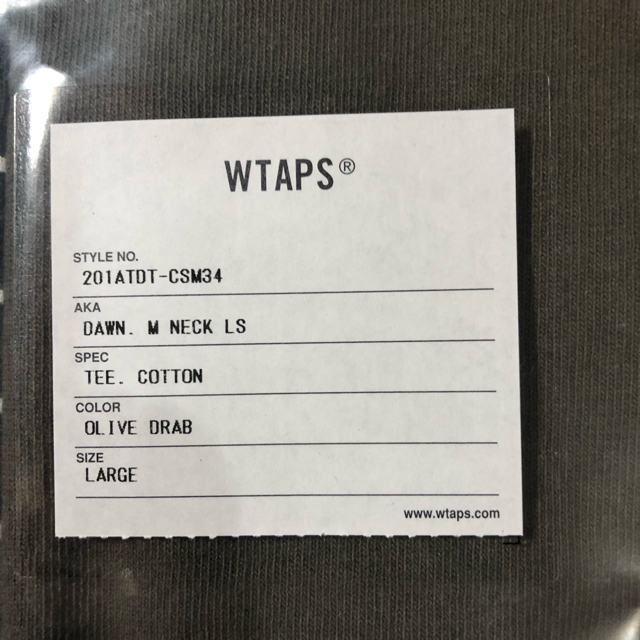 WTAPS®
STYLE NO.
201ATDT-CSM34
AKA
DAWN. M NECK LS
SPEC
TEE. COTTON
COLOR
OLIVE DRAB
SIZE
LARGE
www.wtaps.com